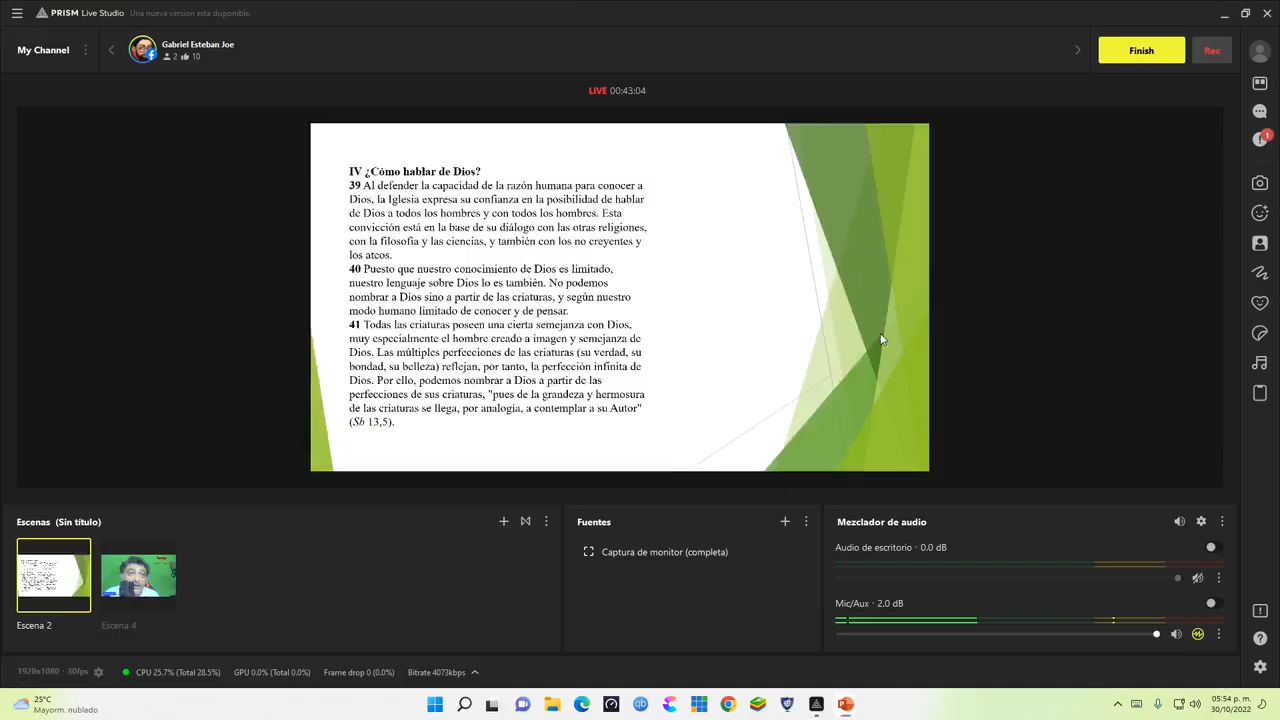 PRISM Live Studio Una nueva version esta disponible.
My Channel
Gabriel Esteban Joe
2 10
Finish
Rec
LIVE 00:43:04
IV ¿Cómo hablar de Dios?
39 Al defender la capacidad de la razón humana para conocer a
Dios, la Iglesia expresa su confianza en la posibilidad de hablar
de Dios a todos los hombres y con todos los hombres. Esta
convicción está en la base de su diálogo con las otras religiones,
con la filosofía y las ciencias, y también con los no creyentes y
los ateos.
40 Puesto que nuestro conocimiento de Dios es limitado,
nuestro lenguaje sobre Dios lo es también. No podemos
nombrar a Dios sino a partir de las criaturas, y según nuestro
modo humano limitado de conocer y de pensar.
41 Todas las criaturas poseen una cierta semejanza con Dios,
muy especialmente el hombre creado a imagen y semejanza de
Dios. Las múltiples perfecciones de las criaturas (su verdad, su
bondad, su belleza) reflejan, por tanto, la perfección infinita de
Dios. Por ello, podemos nombrar a Dios a partir de las
perfecciones de sus criaturas, "pues de la grandeza y hermosura
de las criaturas se llega, por analogía, a contemplar a su Autor"
(Sb 13,5).
Escenas (Sin título)
Escena 2
Escena 4
Fuentes
Captura de monitor (completa)
Mezclador de audio
Audio de escritorio · 0.0 dB
Mic/Aux · 2.0 dB
1920x1080 · 30fps
CPU 25.7% (Total 28.5%)
GPU 0.0% (Total 0.0%)
Frame drop 0 (0.0%)
Bitrate 4073kbps
25°C
Mayorm. nublado
05:54 p. m.
30/10/2022